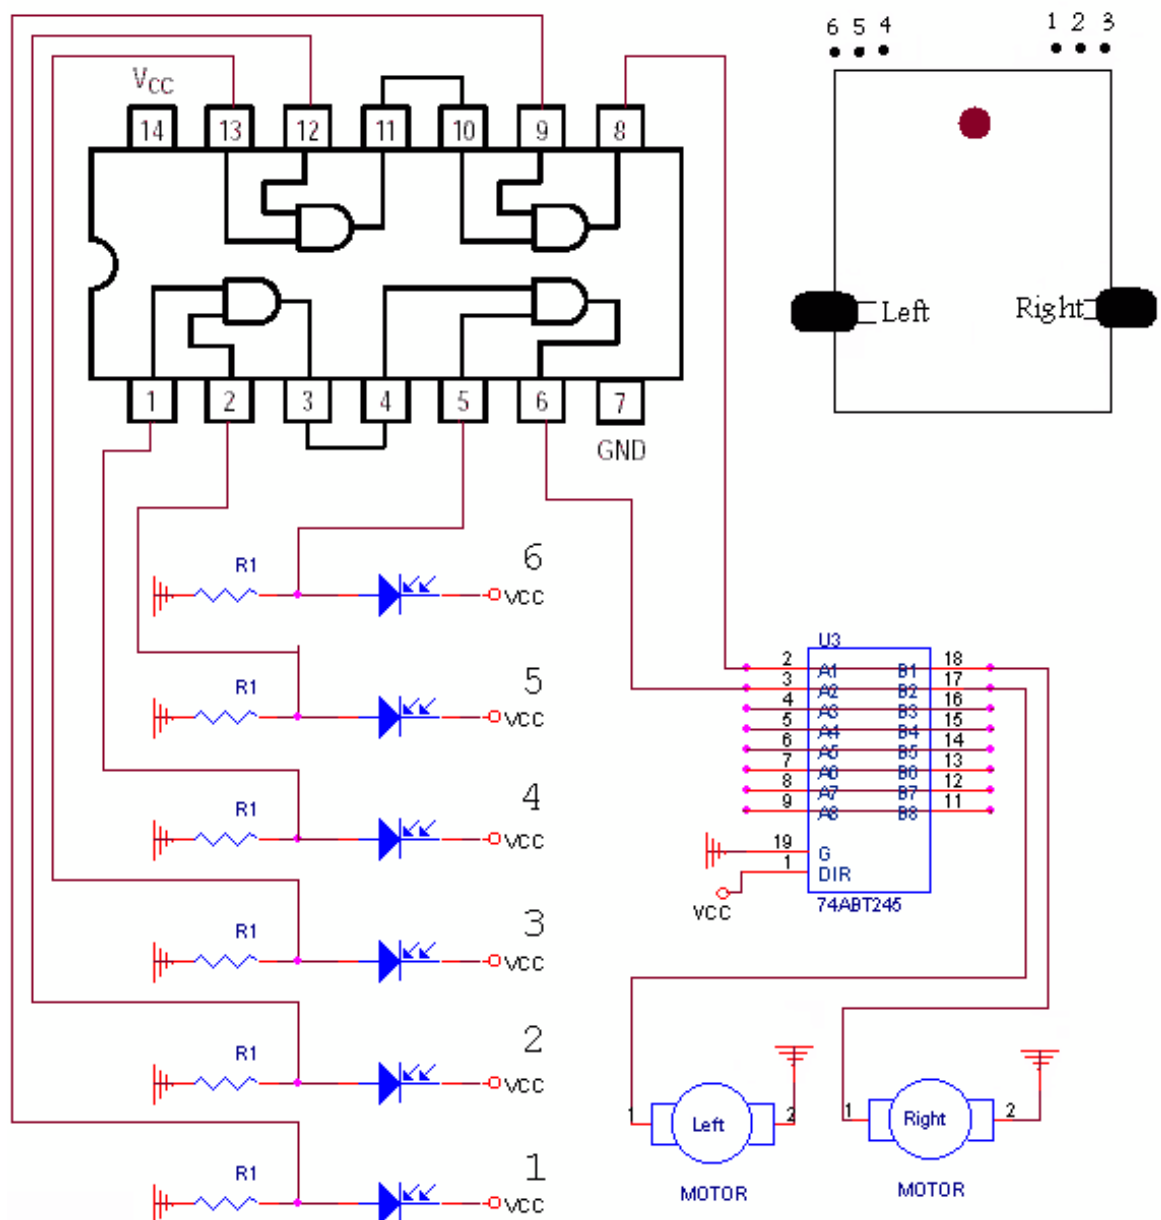 6 5 4
1 2 3
VCC
14 13 12 11 10 9 8
Left
Right
1 2 3 4 5 6 7
GND
6
R1
VCC
5
R1
VCC
4
R1
VCC
3
R1
VCC
2
R1
VCC
1
R1
VCC
U3
2 A1 B1 18
3 A2 B2 17
4 A3 B3 16
5 A4 B4 15
6 A5 B5 14
7 A6 B6 13
8 A7 B7 12
9 A8 B8 11
19 G
1 DIR
VCC
74ABT245
1 Left 2
MOTOR
1 Right 2
MOTOR